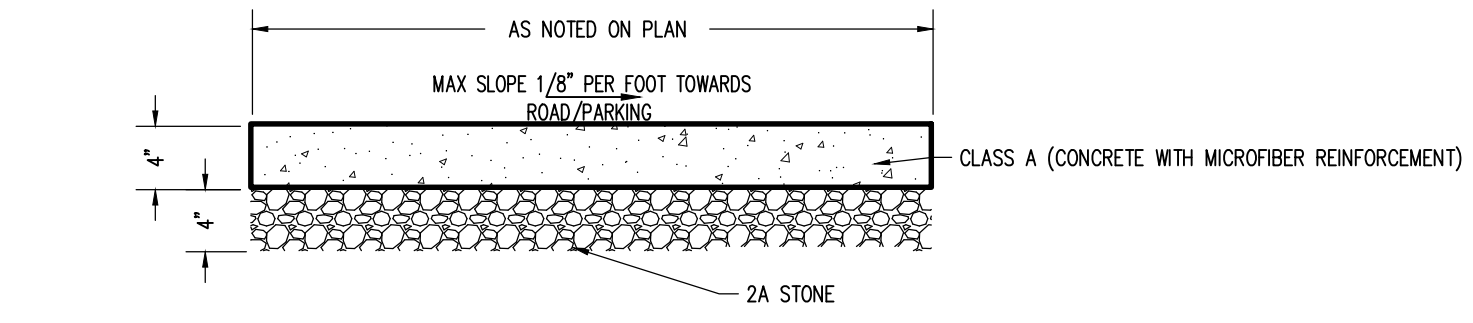 AS NOTED ON PLAN
MAX SLOPE 1/8" PER FOOT TOWARDS
ROAD/PARKING
4"
CLASS A (CONCRETE WITH MICROFIBER REINFORCEMENT)
4"
2A STONE